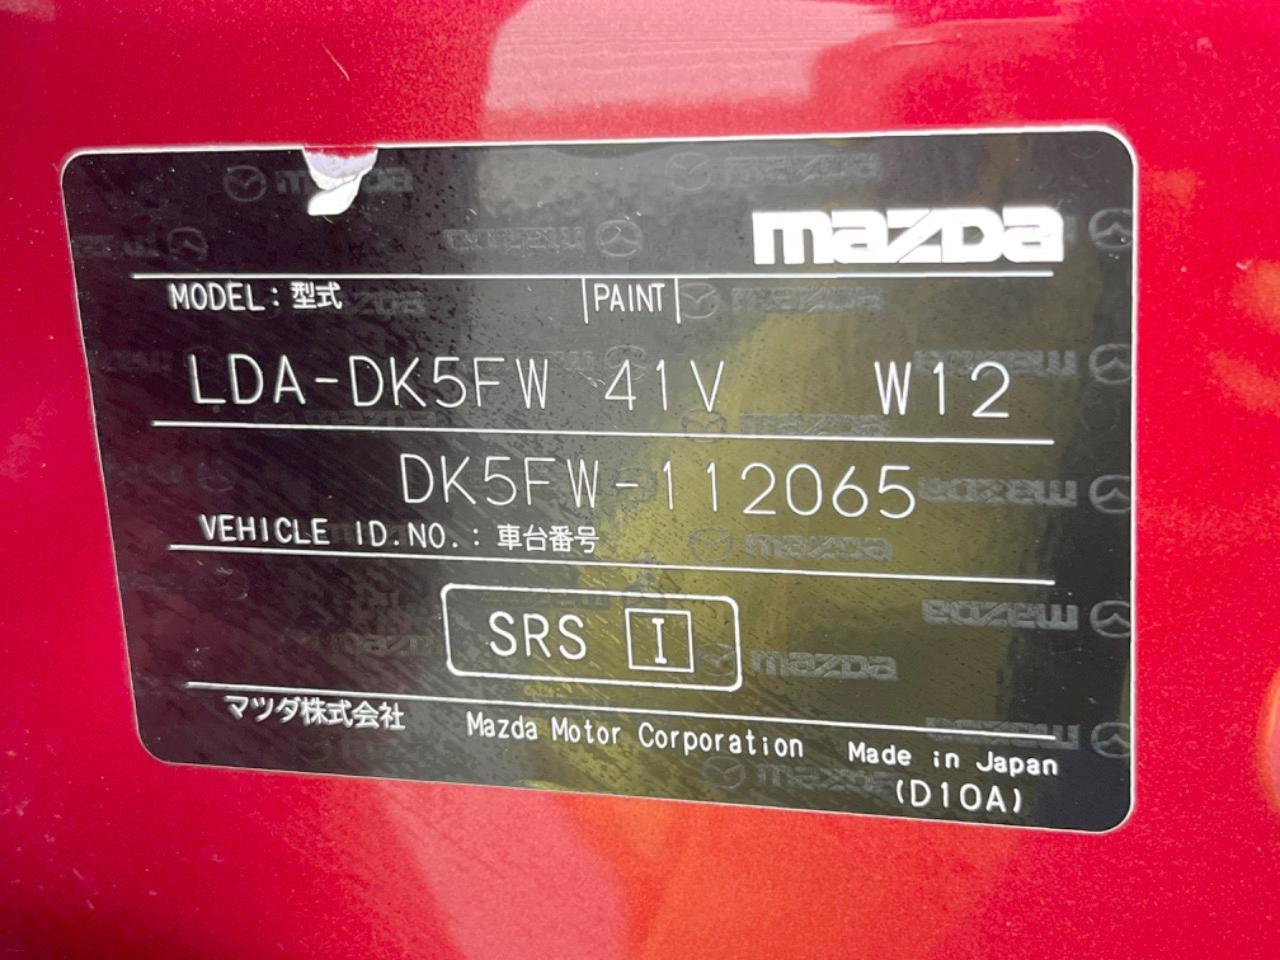 mazda
MODEL: 型式 PAINT
LDA-DK5FW 41V W12
DK5FW-112065
VEHICLE ID.NO.: 車台番号
SRS I
マツダ株式会社 Mazda Motor Corporation Made in Japan
(D10A)